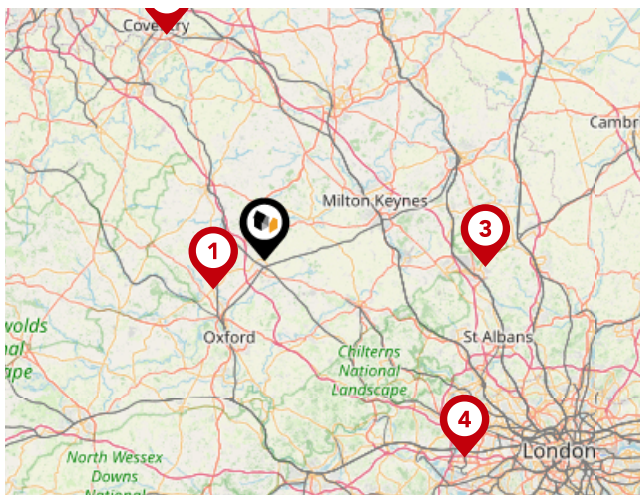 Coventry
Cambr
Milton Keynes
3
1
wolds
nal
ape
Oxford
St Albans
Chilterns
National
Landscape
4
London
North Wessex
Downs
National